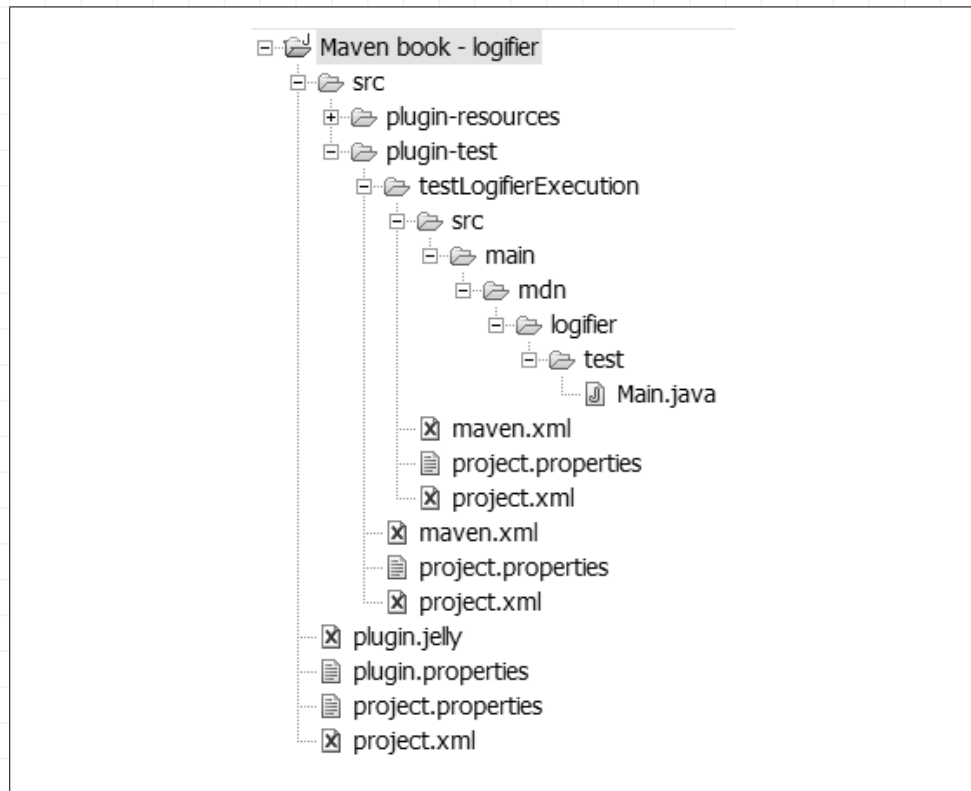 Maven book - logifier
src
plugin-resources
plugin-test
testLogifierExecution
src
main
mdn
logifier
test
Main.java
maven.xml
project.properties
project.xml
maven.xml
project.properties
project.xml
plugin.jelly
plugin.properties
project.properties
project.xml